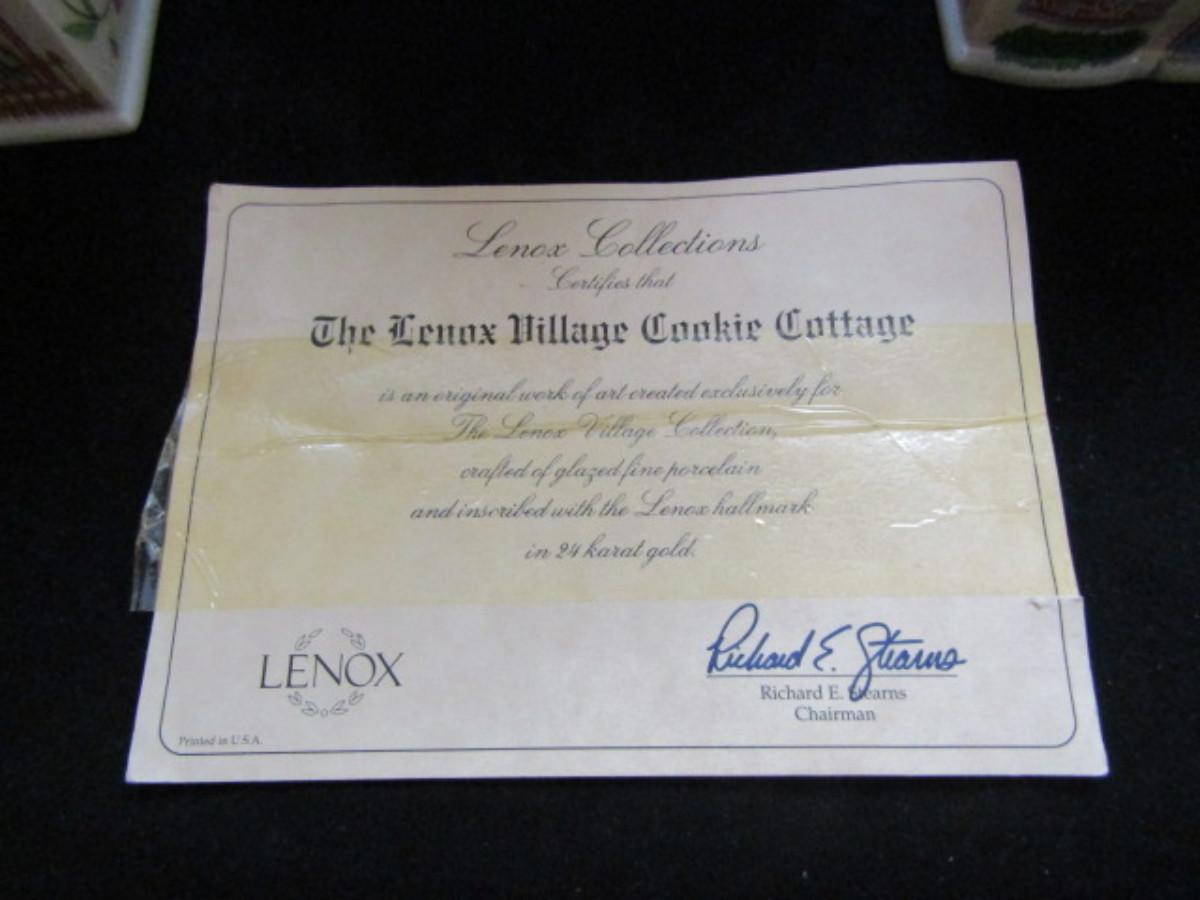 Lenox Collections
Certifies that
The Lenox Village Cookie Cottage
is an original work of art created exclusively for
The Lenox Village Collection,
crafted of glazed fine porcelain
and inscribed with the Lenox hallmark
in 24 karat gold.
LENOX
Richard E. Stearns
Richard E. Stearns
Chairman
Printed in U.S.A.